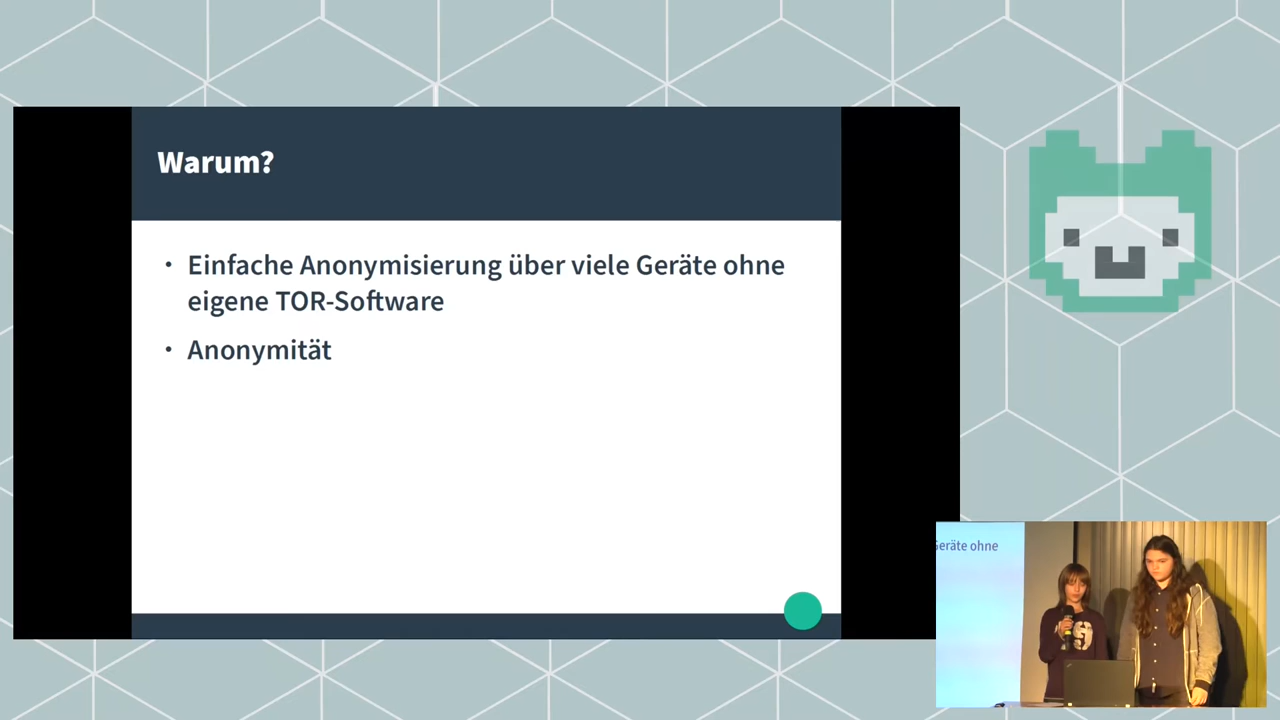 Warum?
• Einfache Anonymisierung über viele Geräte ohne
eigene TOR-Software
• Anonymität
Geräte ohne